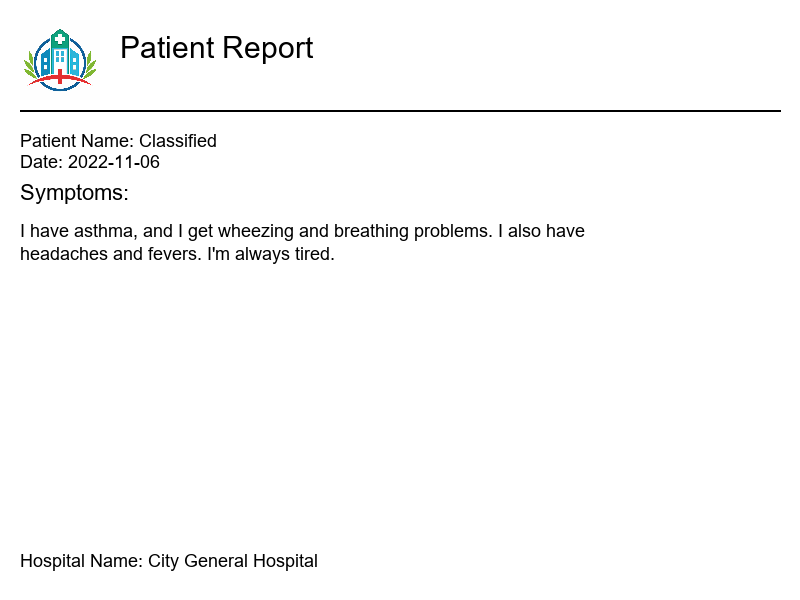 Patient Report
Patient Name: Classified
Date: 2022-11-06
Symptoms:
I have asthma, and I get wheezing and breathing problems. I also have
headaches and fevers. I'm always tired.
Hospital Name: City General Hospital